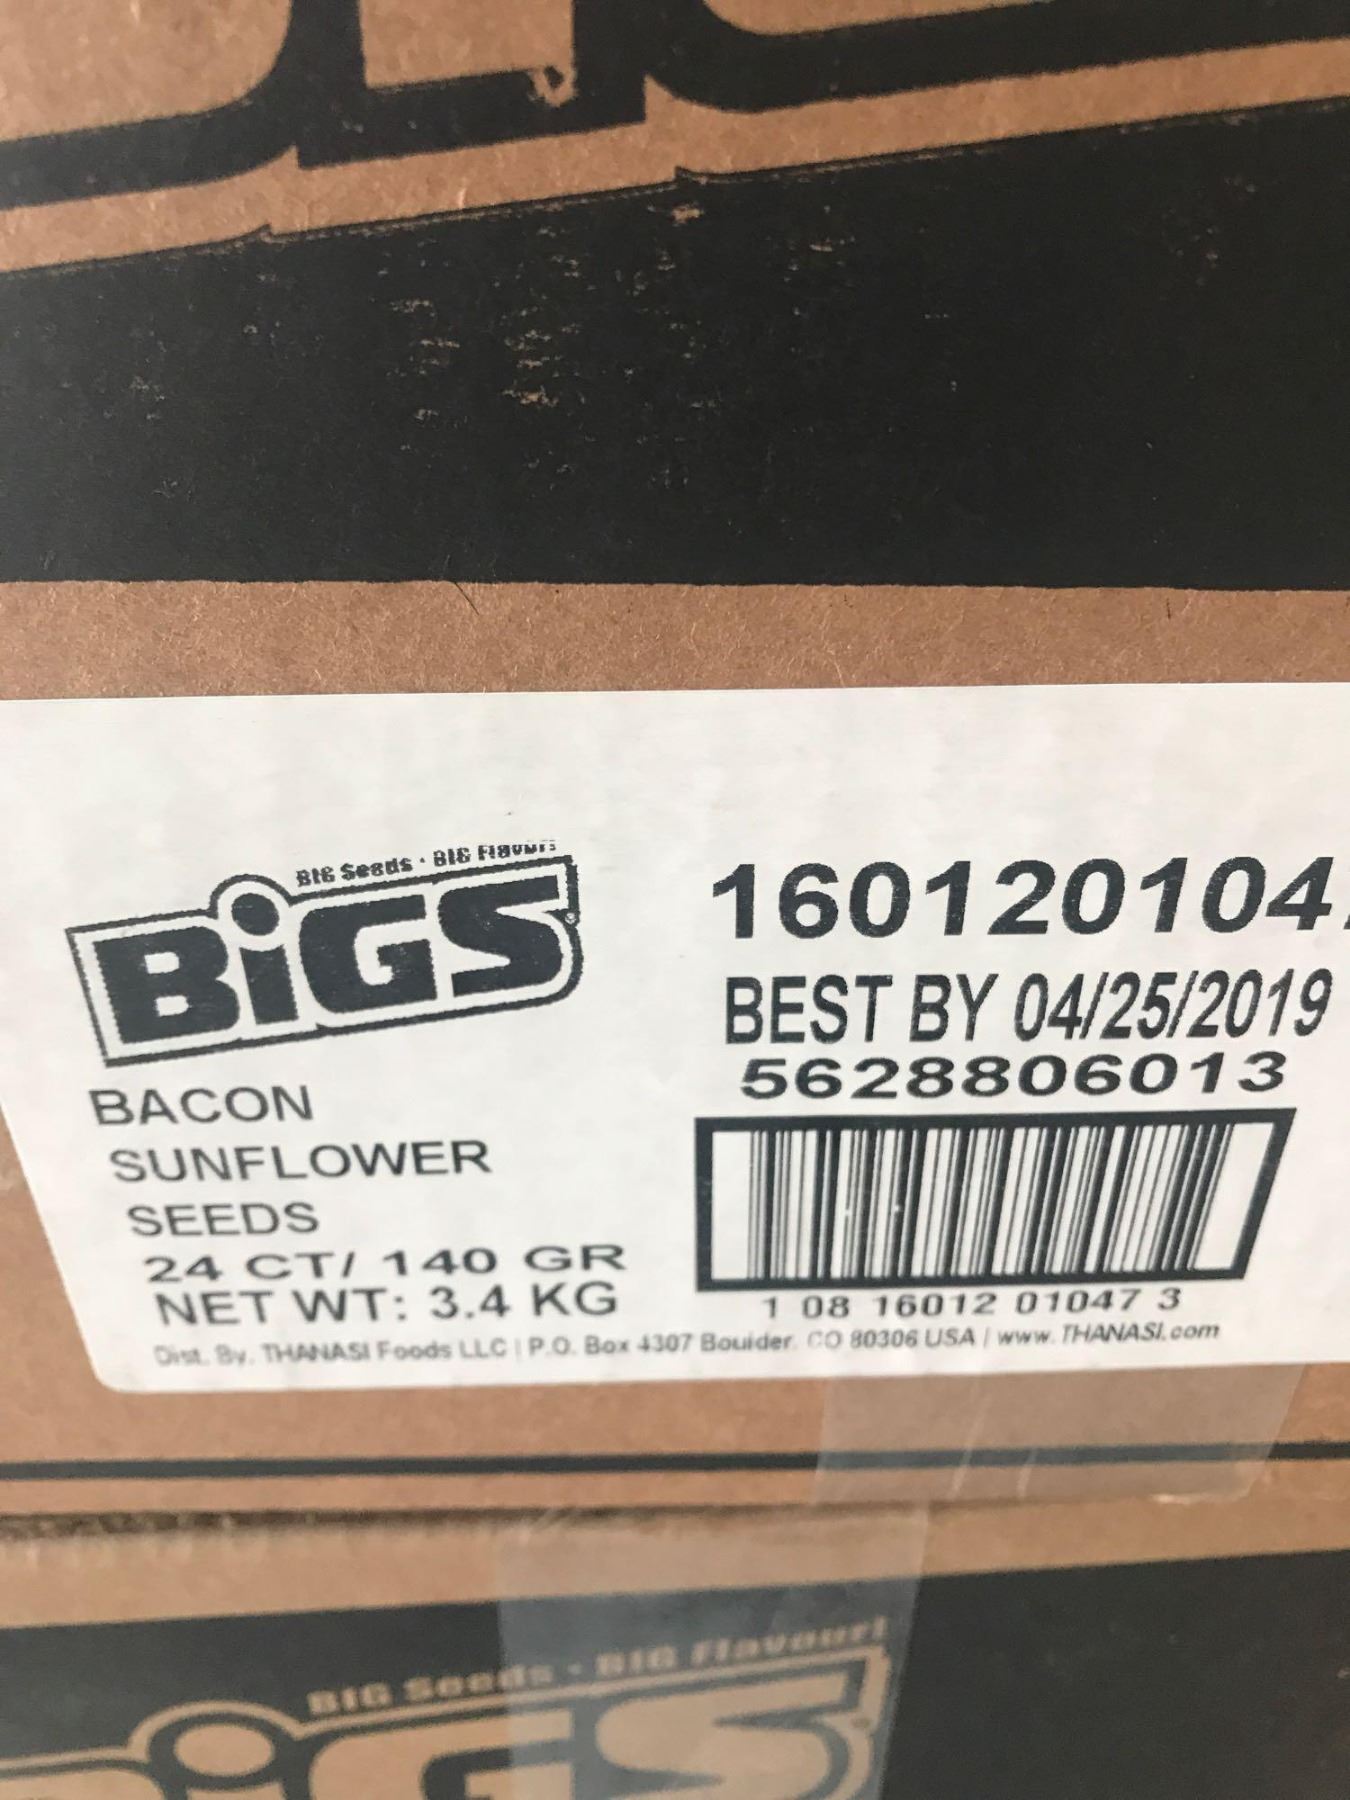 BIG Seeds · BIG Flavour!
BiGS
BACON
SUNFLOWER
SEEDS
24 CT/ 140 GR
NET WT: 3.4 KG
160120104
BEST BY 04/25/2019
5628806013
1 08 16012 01047 3
Dist. By. THANASI Foods LLC | P.O. Box 4307 Boulder, CO 80306 USA | www.THANASI.com
BIG Seeds - BIG Flavour!
BiGS